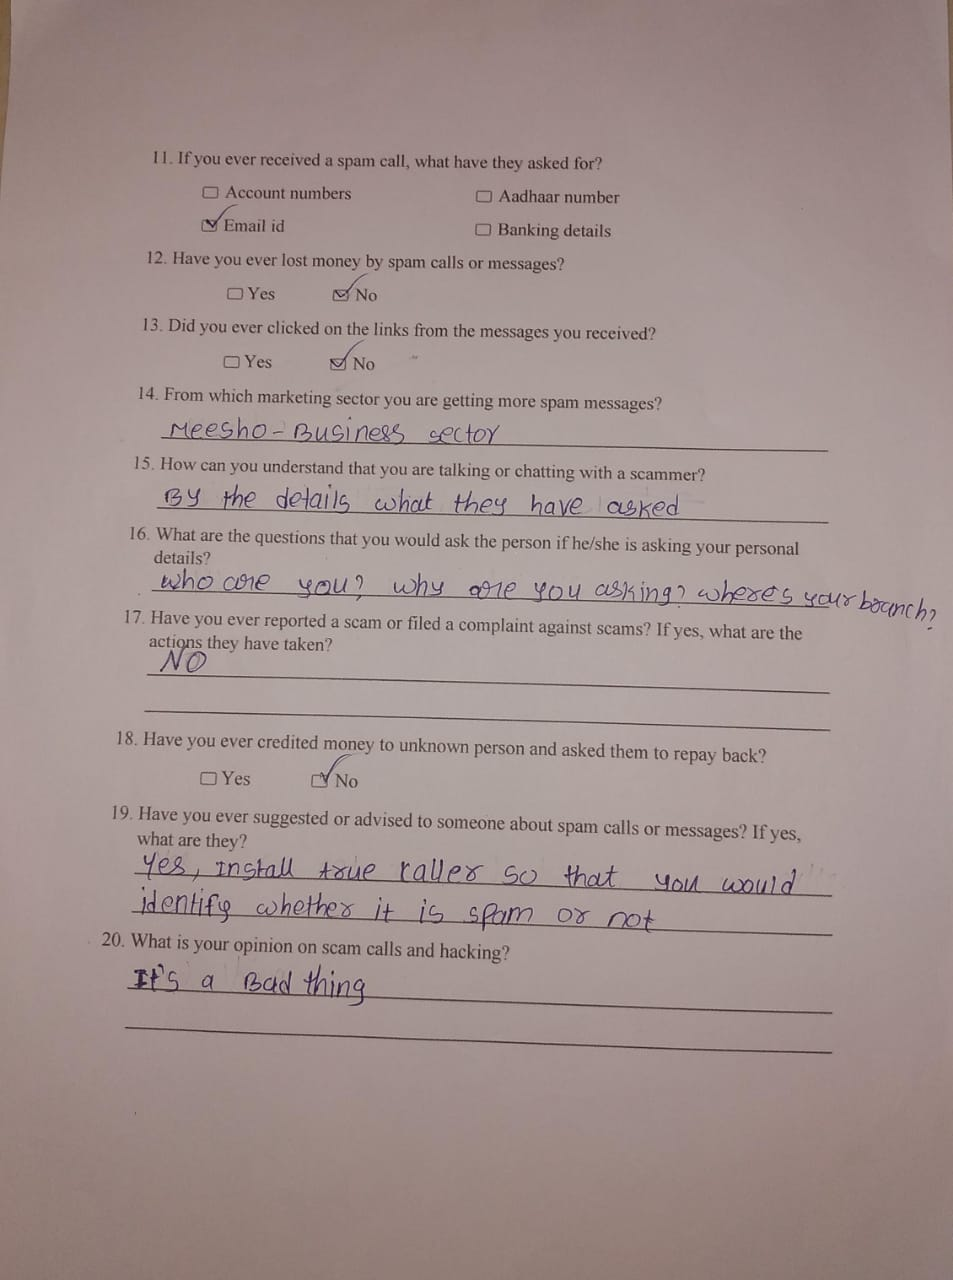 11. If you ever received a spam call, what have they asked for?
☐ Account numbers ☐ Aadhaar number
☑ Email id ☐ Banking details
12. Have you ever lost money by spam calls or messages?
☐ Yes ☑ No
13. Did you ever clicked on the links from the messages you received?
☐ Yes ☑ No
14. From which marketing sector you are getting more spam messages?
Meesho - Business sector
15. How can you understand that you are talking or chatting with a scammer?
By the details what they have asked
16. What are the questions that you would ask the person if he/she is asking your personal
details?
who are you? why are you asking? where's your branch?
17. Have you ever reported a scam or filed a complaint against scams? If yes, what are the
actions they have taken?
NO
18. Have you ever credited money to unknown person and asked them to repay back?
☐ Yes ☑ No
19. Have you ever suggested or advised to someone about spam calls or messages? If yes,
what are they?
Yes, Install true caller so that you would
identify whether it is spam or not
20. What is your opinion on scam calls and hacking?
It's a Bad thing